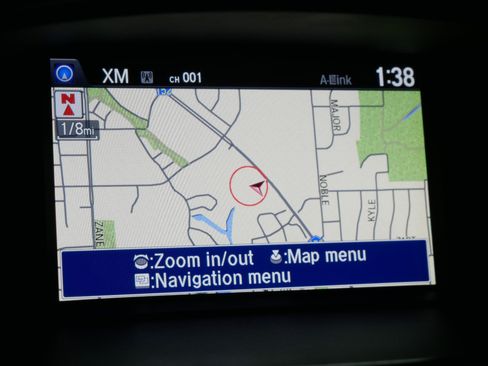 XM CH 001 A-Link 1:38
N
1/8mi
MAJOR
NOBLE
KYLE
ZANE
:Zoom in/out :Map menu
:Navigation menu